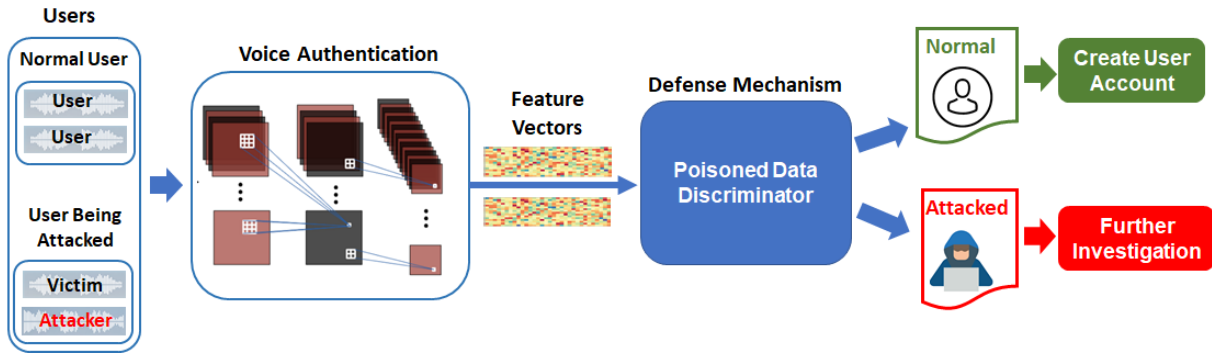 Users
Normal User
User
User
User Being
Attacked
Victim
Attacker
Voice Authentication
Feature
Vectors
Defense Mechanism
Poisoned Data
Discriminator
Normal
Create User
Account
Attacked
Further
Investigation